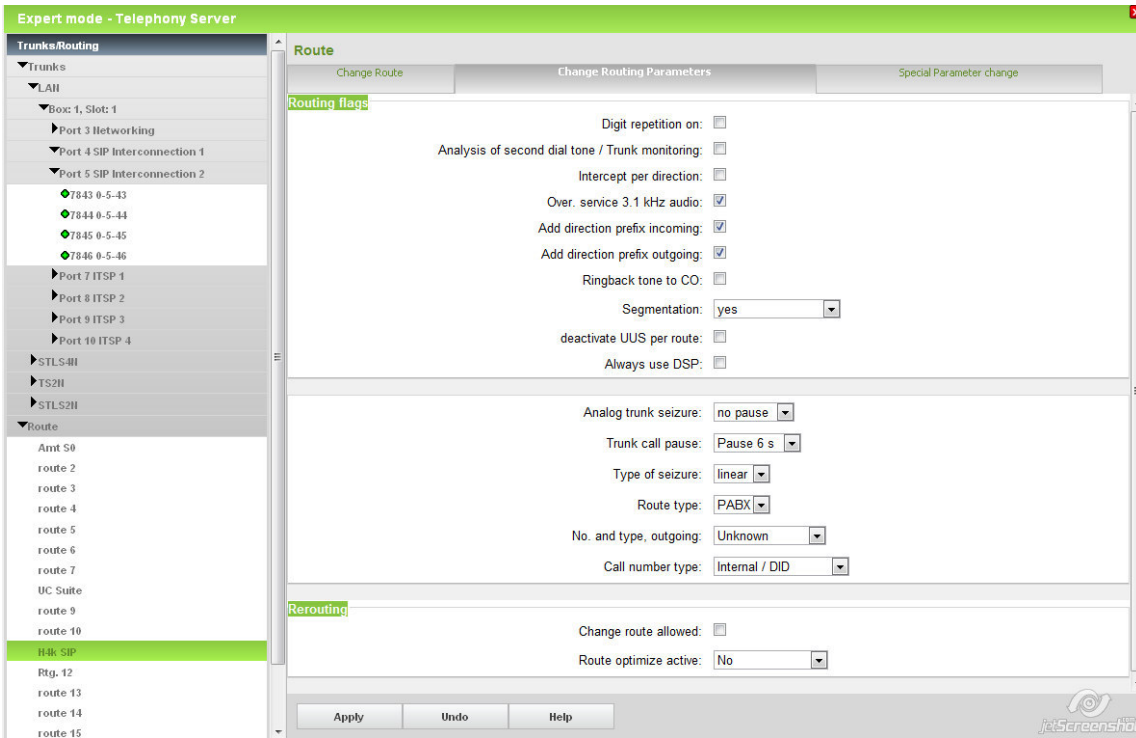 Expert mode - Telephony Server
Trunks/Routing
Trunks
LAN
Box: 1, Slot: 1
Port 3 Networking
Port 4 SIP Interconnection 1
Port 5 SIP Interconnection 2
7843 0-5-43
7844 0-5-44
7845 0-5-45
7846 0-5-46
Port 7 ITSP 1
Port 8 ITSP 2
Port 9 ITSP 3
Port 10 ITSP 4
STLS4N
TS2N
STLS2N
Route
Amt S0
route 2
route 3
route 4
route 5
route 6
route 7
UC Suite
route 9
route 10
H4k SIP
Rtg. 12
route 13
route 14
route 15
Route
Change Route
Change Routing Parameters
Special Parameter change
Routing flags
Digit repetition on:
Analysis of second dial tone / Trunk monitoring:
Intercept per direction:
Over. service 3.1 kHz audio:
Add direction prefix incoming:
Add direction prefix outgoing:
Ringback tone to CO:
Segmentation: yes
deactivate UUS per route:
Always use DSP:
Analog trunk seizure: no pause
Trunk call pause: Pause 6 s
Type of seizure: linear
Route type: PABX
No. and type, outgoing: Unknown
Call number type: Internal / DID
Rerouting
Change route allowed:
Route optimize active: No
Apply Undo Help